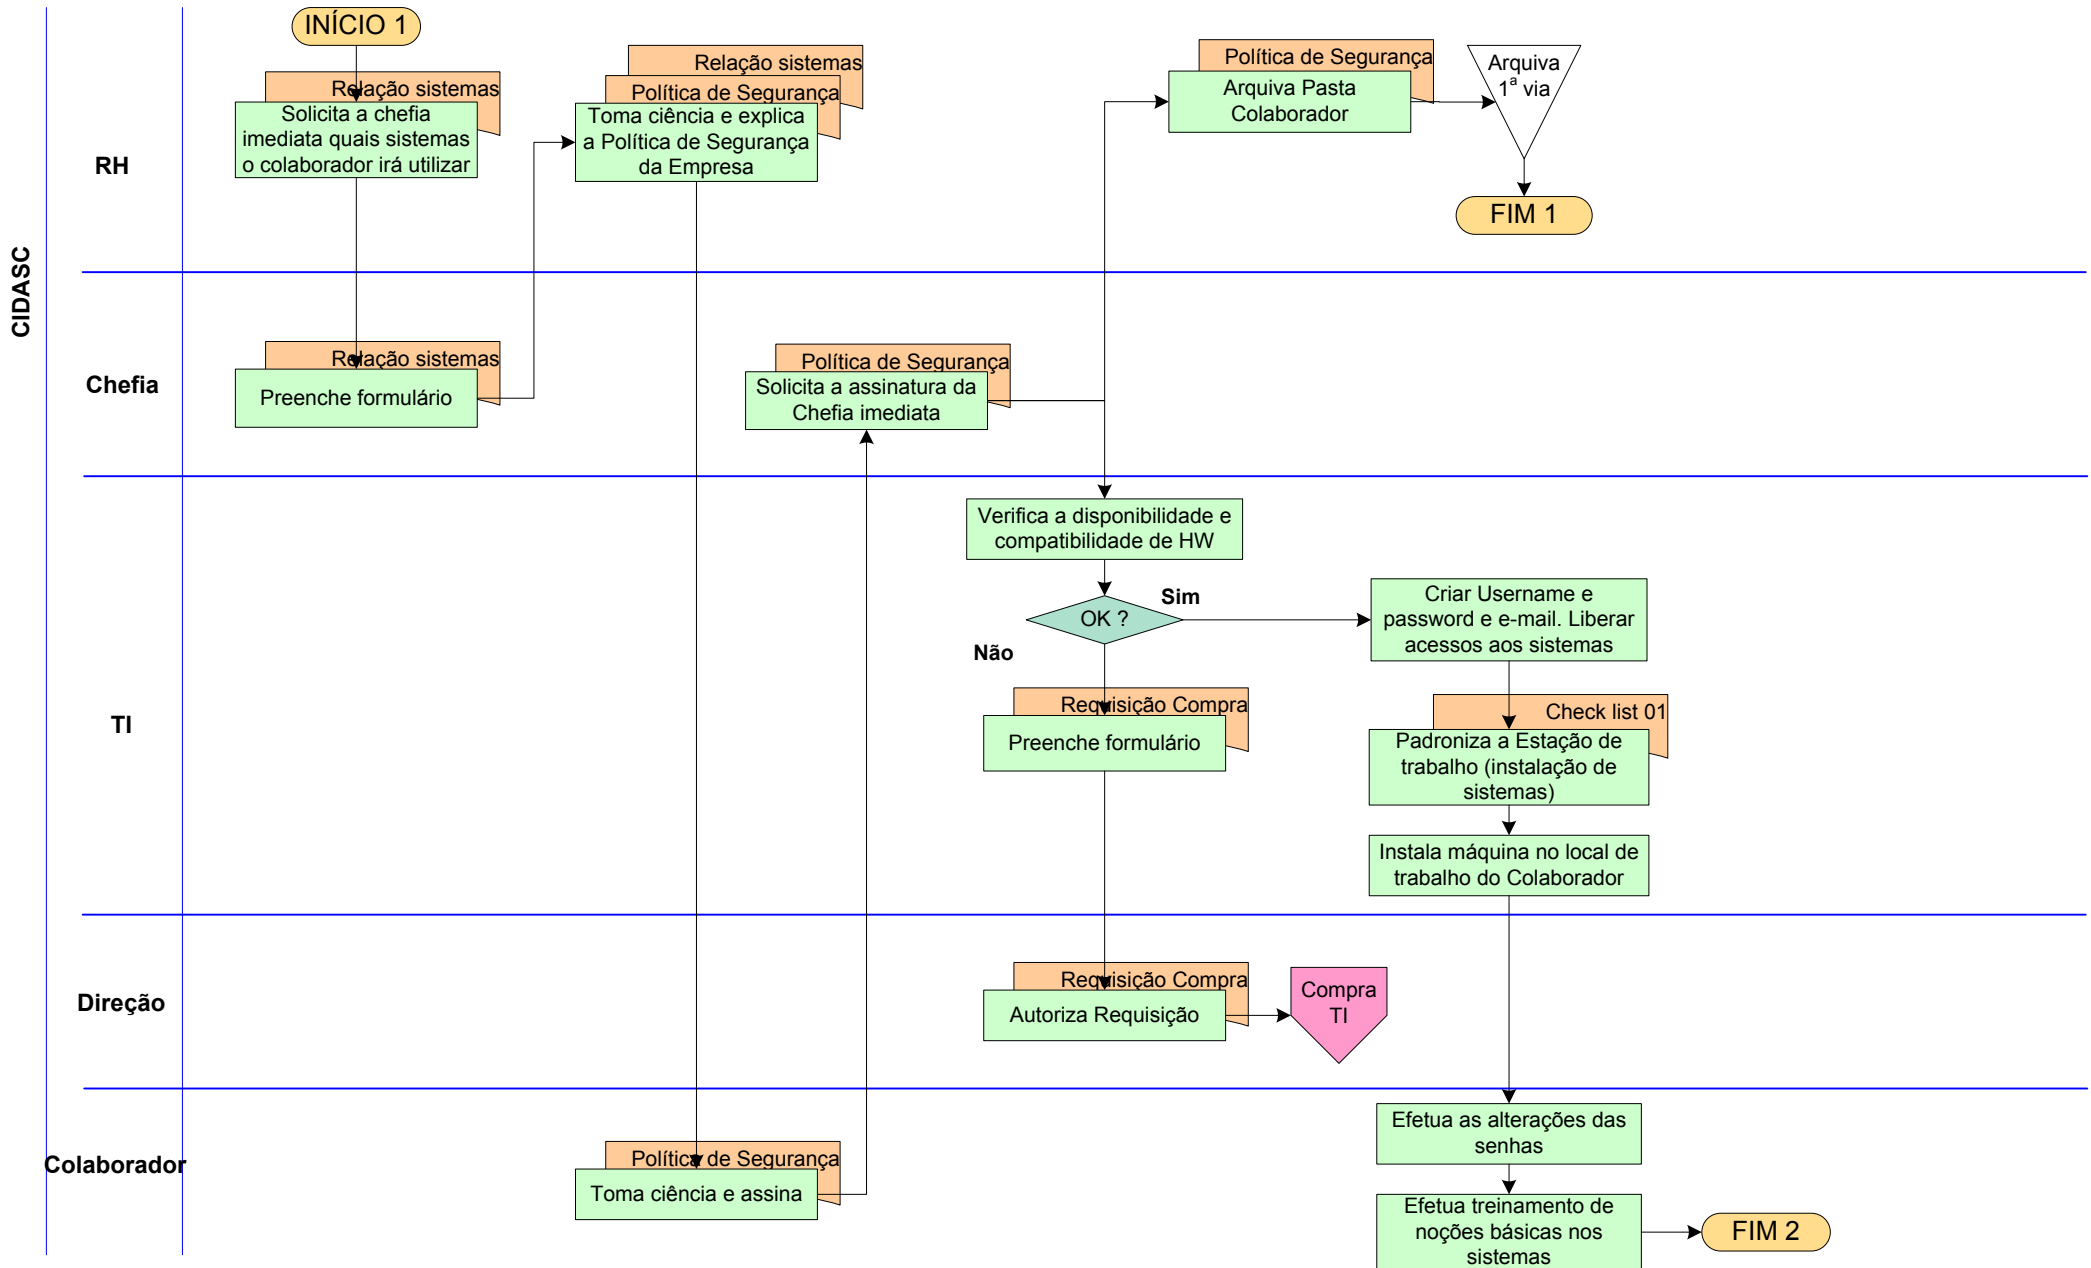 CIDASC
RH
INÍCIO 1
Relação sistemas
Solicita a chefia
imediata quais sistemas
o colaborador irá utilizar
Relação sistemas
Política de Segurança
Toma ciência e explica
a Política de Segurança
da Empresa
Política de Segurança
Arquiva Pasta
Colaborador
Arquiva
1ª via
FIM 1
Chefia
Relação sistemas
Preenche formulário
Política de Segurança
Solicita a assinatura da
Chefia imediata
TI
Verifica a disponibilidade e
compatibilidade de HW
OK ?
Sim
Não
Criar Username e
password e e-mail. Liberar
acessos aos sistemas
Requisição Compra
Preenche formulário
Check list 01
Padroniza a Estação de
trabalho (instalação de
sistemas)
Instala máquina no local de
trabalho do Colaborador
Direção
Requisição Compra
Autoriza Requisição
Compra
TI
Colaborador
Política de Segurança
Toma ciência e assina
Efetua as alterações das
senhas
Efetua treinamento de
noções básicas nos
sistemas
FIM 2